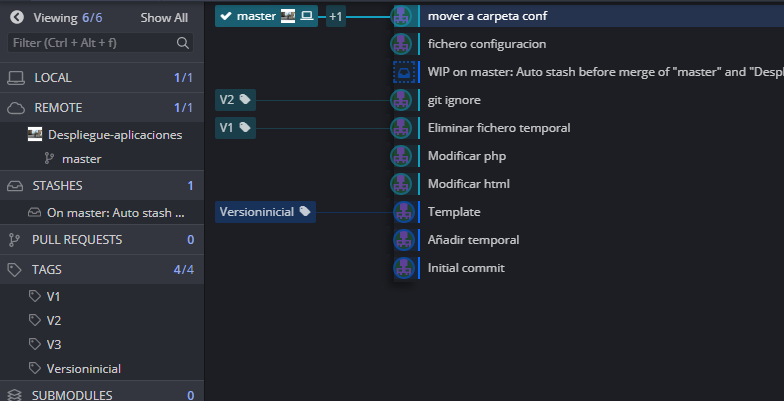 Viewing 6/6 Show All
Filter (Ctrl + Alt + f)
LOCAL 1/1
REMOTE 1/1
Despliegue-aplicaciones
master
STASHES 1
On master: Auto stash ...
PULL REQUESTS 0
TAGS 4/4
V1
V2
V3
Versioninicial
SUBMODULES 0
master +1 mover a carpeta conf
fichero configuracion
WIP on master: Auto stash before merge of "master" and "Despl
V2 git ignore
V1 Eliminar fichero temporal
Modificar php
Modificar html
Versioninicial Template
Añadir temporal
Initial commit